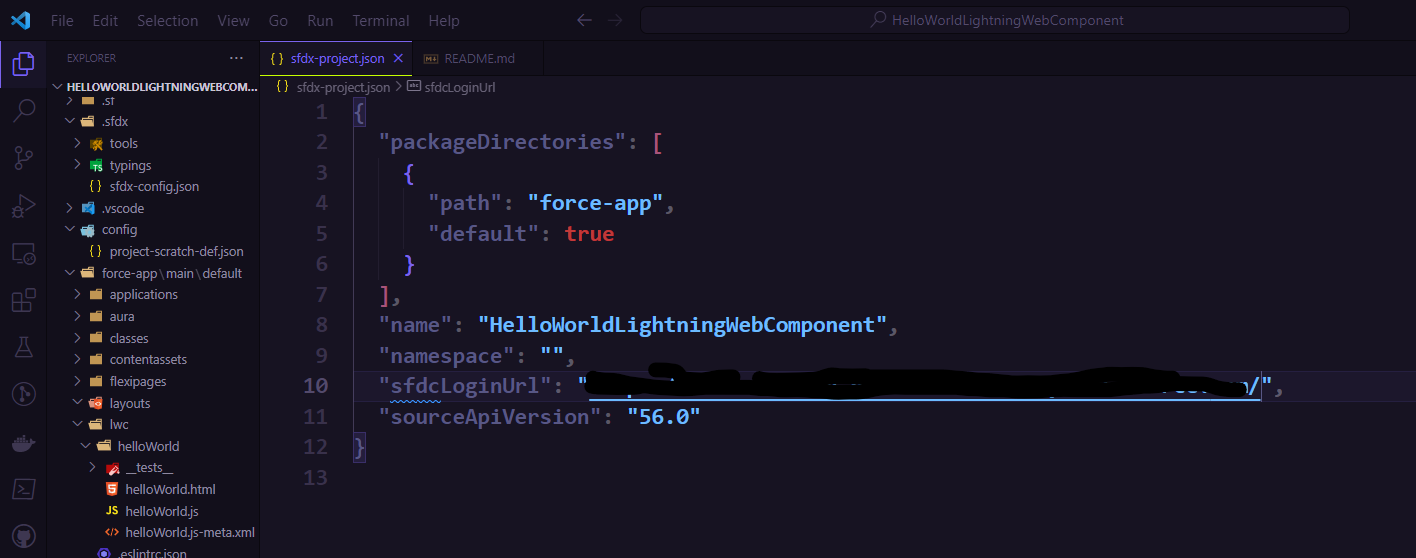 File Edit Selection View Go Run Terminal Help
HelloWorldLightningWebComponent
EXPLORER
HELLOWORLDLIGHTNINGWEBCOM...
.sf
.sfdx
tools
typings
sfdx-config.json
.vscode
config
project-scratch-def.json
force-app\main\default
applications
aura
classes
contentassets
flexipages
layouts
lwc
helloWorld
__tests__
helloWorld.html
helloWorld.js
helloWorld.js-meta.xml
.eslintrc.json
sfdx-project.json
README.md
sfdx-project.json > sfdcLoginUrl
1 {
2 "packageDirectories": [
3 {
4 "path": "force-app",
5 "default": true
6 }
7 ],
8 "name": "HelloWorldLightningWebComponent",
9 "namespace": "",
10 "sfdcLoginUrl": "/",
11 "sourceApiVersion": "56.0"
12 }
13